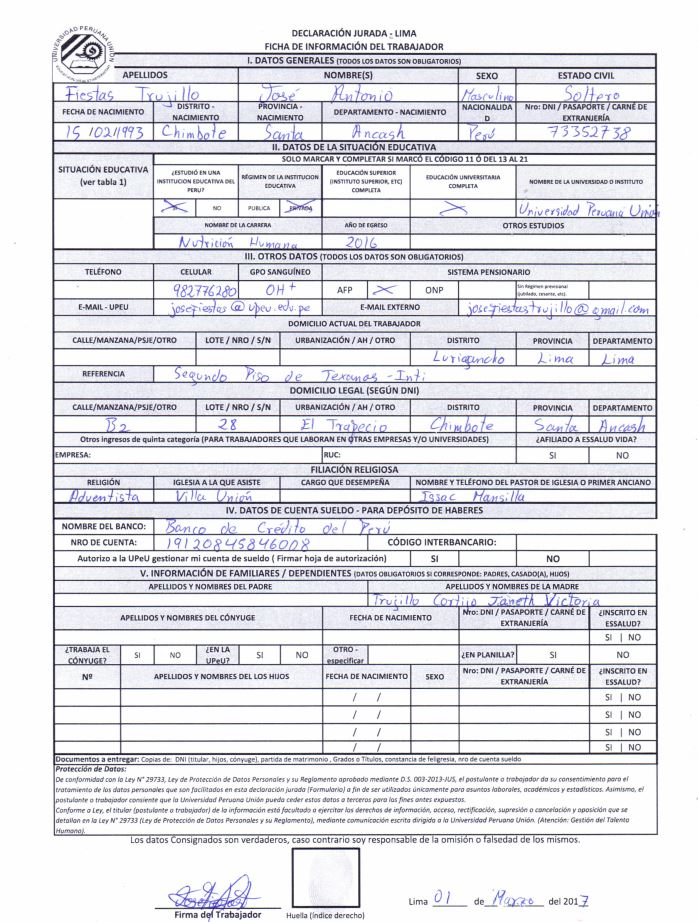 UNIVERSIDAD PERUANA UNION
DECLARACIÓN JURADA - LIMA
FICHA DE INFORMACIÓN DEL TRABAJADOR
I. DATOS GENERALES (TODOS LOS DATOS SON OBLIGATORIOS)
APELLIDOS NOMBRE(S) SEXO ESTADO CIVIL
Fiestas Trujillo José Antonio Masculino Soltero
FECHA DE NACIMIENTO DISTRITO - NACIMIENTO PROVINCIA - NACIMIENTO DEPARTAMENTO - NACIMIENTO NACIONALIDAD Nro: DNI / PASAPORTE / CARNÉ DE EXTRANJERÍA
15/02/1993 Chimbote Santa Ancash Perú 73352738
II. DATOS DE LA SITUACIÓN EDUCATIVA
SOLO MARCAR Y COMPLETAR SI MARCÓ EL CÓDIGO 11 Ó DEL 13 AL 21
SITUACIÓN EDUCATIVA (ver tabla 1) ¿ESTUDIÓ EN UNA INSTITUCION EDUCATIVA DEL PERU? RÉGIMEN DE LA INSTITUCION EDUCATIVA EDUCACIÓN SUPERIOR (INSTITUTO SUPERIOR, ETC) COMPLETA EDUCACIÓN UNIVERSITARIA COMPLETA NOMBRE DE LA UNIVERSIDAD O INSTITUTO
SI NO PUBLICA PRIVADA X Universidad Peruana Unión
NOMBRE DE LA CARRERA AÑO DE EGRESO OTROS ESTUDIOS
Nutrición Humana 2016
III. OTROS DATOS (TODOS LOS DATOS SON OBLIGATORIOS)
TELÉFONO CELULAR GPO SANGUÍNEO SISTEMA PENSIONARIO
982776280 OH+ AFP X ONP Sin Régimen previsional (jubilado, cesante, etc).
E-MAIL - UPEU josefiestas@upeu.edu.pe E-MAIL EXTERNO josefiestastrujillo@gmail.com
DOMICILIO ACTUAL DEL TRABAJADOR
CALLE/MANZANA/PSJE/OTRO LOTE / NRO / S/N URBANIZACIÓN / AH / OTRO DISTRITO PROVINCIA DEPARTAMENTO
Lurigancho Lima Lima
REFERENCIA Segundo Piso de Texanas - Inti
DOMICILIO LEGAL (SEGÚN DNI)
CALLE/MANZANA/PSJE/OTRO LOTE / NRO / S/N URBANIZACIÓN / AH / OTRO DISTRITO PROVINCIA DEPARTAMENTO
B2 28 El Trapecio Chimbote Santa Ancash
Otros ingresos de quinta categoría (PARA TRABAJADORES QUE LABORAN EN OTRAS EMPRESAS Y/O UNIVERSIDADES) ¿AFILIADO A ESSALUD VIDA?
EMPRESA: RUC: SI NO
FILIACIÓN RELIGIOSA
RELIGIÓN IGLESIA A LA QUE ASISTE CARGO QUE DESEMPEÑA NOMBRE Y TELÉFONO DEL PASTOR DE IGLESIA O PRIMER ANCIANO
Adventista Villa Unión Issac Mansilla
IV. DATOS DE CUENTA SUELDO - PARA DEPÓSITO DE HABERES
NOMBRE DEL BANCO: Banco de Crédito del Perú
NRO DE CUENTA: 19120845846008 CÓDIGO INTERBANCARIO:
Autorizo a la UPeU gestionar mi cuenta de sueldo ( Firmar hoja de autorización) SI NO
V. INFORMACIÓN DE FAMILIARES / DEPENDIENTES (DATOS OBLIGATORIOS SI CORRESPONDE: PADRES, CASADO(A), HIJOS)
APELLIDOS Y NOMBRES DEL PADRE APELLIDOS Y NOMBRES DE LA MADRE
Trujillo Cortijo Janeth Victoria
APELLIDOS Y NOMBRES DEL CÓNYUGE FECHA DE NACIMIENTO Nro: DNI / PASAPORTE / CARNÉ DE EXTRANJERÍA ¿INSCRITO EN ESSALUD?
SI | NO
¿TRABAJA EL CÓNYUGE? SI NO ¿EN LA UPeU? SI NO OTRO - especificar ¿EN PLANILLA? SI NO
Nº APELLIDOS Y NOMBRES DEL LOS HIJOS FECHA DE NACIMIENTO SEXO Nro: DNI / PASAPORTE / CARNÉ DE EXTRANJERÍA ¿INSCRITO EN ESSALUD?
/ / SI | NO
/ / SI | NO
/ / SI | NO
/ / SI | NO
Documentos a entregar: Copias de: DNI (titular, hijos, cónyuge), partida de matrimonio , Grados o Títulos, constancia de feligresia, nro de cuenta sueldo
Protección de Datos:
De conformidad con la Ley N° 29733, Ley de Protección de Datos Personales y su Reglamento aprobado mediante D.S. 003-2013-JUS, el postulante o trabajador da su consentimiento para el
tratamiento de los datos personales que son facilitados en esta declaración jurada (Formulario) a fin de ser utilizados únicamente para asuntos laborales, académicos y estadísticos. Asimismo, el
postulante o trabajador consiente que la Universidad Peruana Unión pueda ceder estos datos a terceros para los fines antes expuestos.
Conforme a Ley, el titular (postulante o trabajador) de la información está facultado a ejercitar los derechos de información, acceso, rectificación, supresión o cancelación y oposición que se
detallan en la Ley N° 29733 (Ley de Protección de Datos Personales y su Reglamento), mediante comunicación escrita dirigida a la Universidad Peruana Unión. (Atención: Gestión del Talento
Humano).
Los datos Consignados son verdaderos, caso contrario soy responsable de la omisión o falsedad de los mismos.
Lima 01 de Marzo del 2017
Firma del Trabajador Huella (índice derecho)